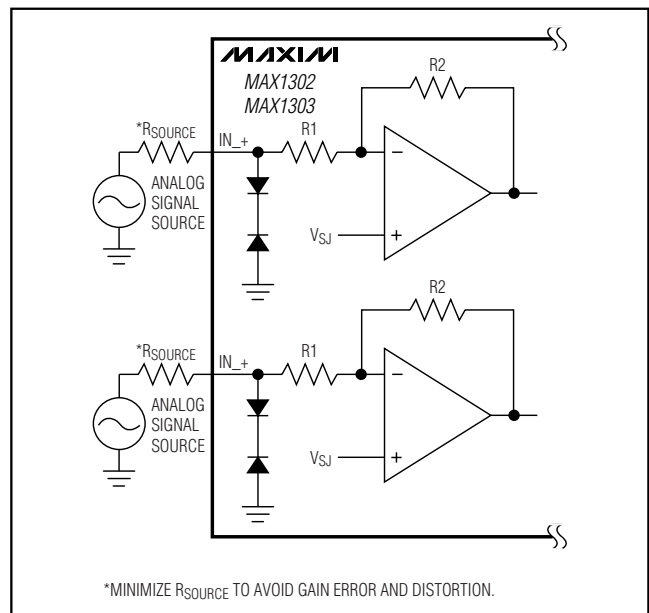 MAXIM
MAX1302
MAX1303
R2
*RSOURCE
IN_+
R1
−
ANALOG
SIGNAL
SOURCE
VSJ
+
R2
*RSOURCE
IN_+
R1
−
ANALOG
SIGNAL
SOURCE
VSJ
+
*MINIMIZE RSOURCE TO AVOID GAIN ERROR AND DISTORTION.